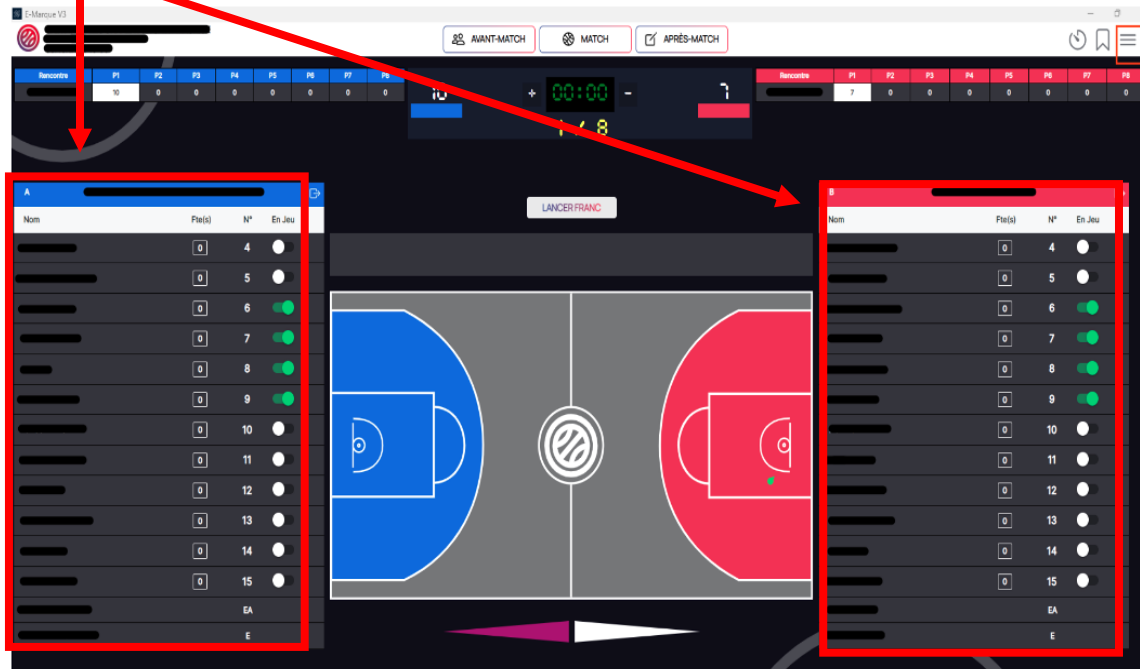 E-Marque V3
AVANT-MATCH MATCH APRÈS-MATCH
Rencontre P1 P2 P3 P4 P5 P6 P7 P8
10 0 0 0 0 0 0 0
10 + 00:00 - 7
1 / 8
Rencontre P1 P2 P3 P4 P5 P6 P7 P8
7 0 0 0 0 0 0 0
A
Nom Fte(s) N° En Jeu
0 4
0 5
0 6
0 7
0 8
0 9
0 10
0 11
0 12
0 13
0 14
0 15
EA
E
LANCER FRANC
B
Nom Fte(s) N° En Jeu
0 4
0 5
0 6
0 7
0 8
0 9
0 10
0 11
0 12
0 13
0 14
0 15
EA
E